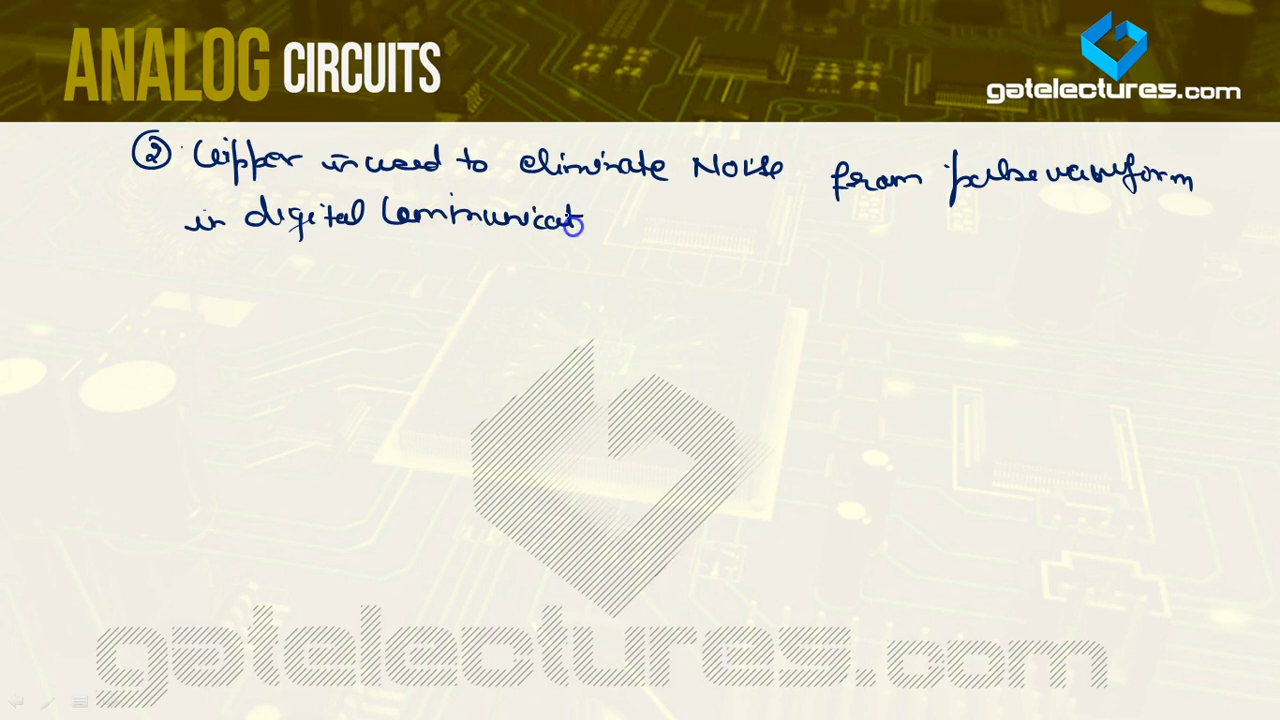 ANALOG CIRCUITS
gatelectures.com
② Clipper is used to eliminate Noise from pulse waveform
in digital Communicat
gatelectures.com